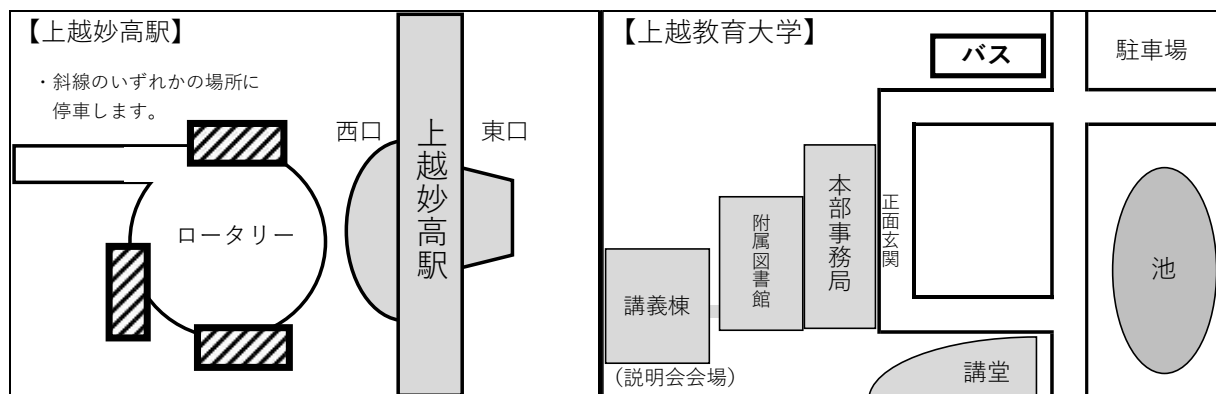 【上越妙高駅】
・斜線のいずれかの場所に
停車します。
西口
上越妙高駅
東口
ロータリー
【上越教育大学】
バス
駐車場
本部事務局
正面玄関
附属図書館
講義棟
（説明会会場）
講堂
池